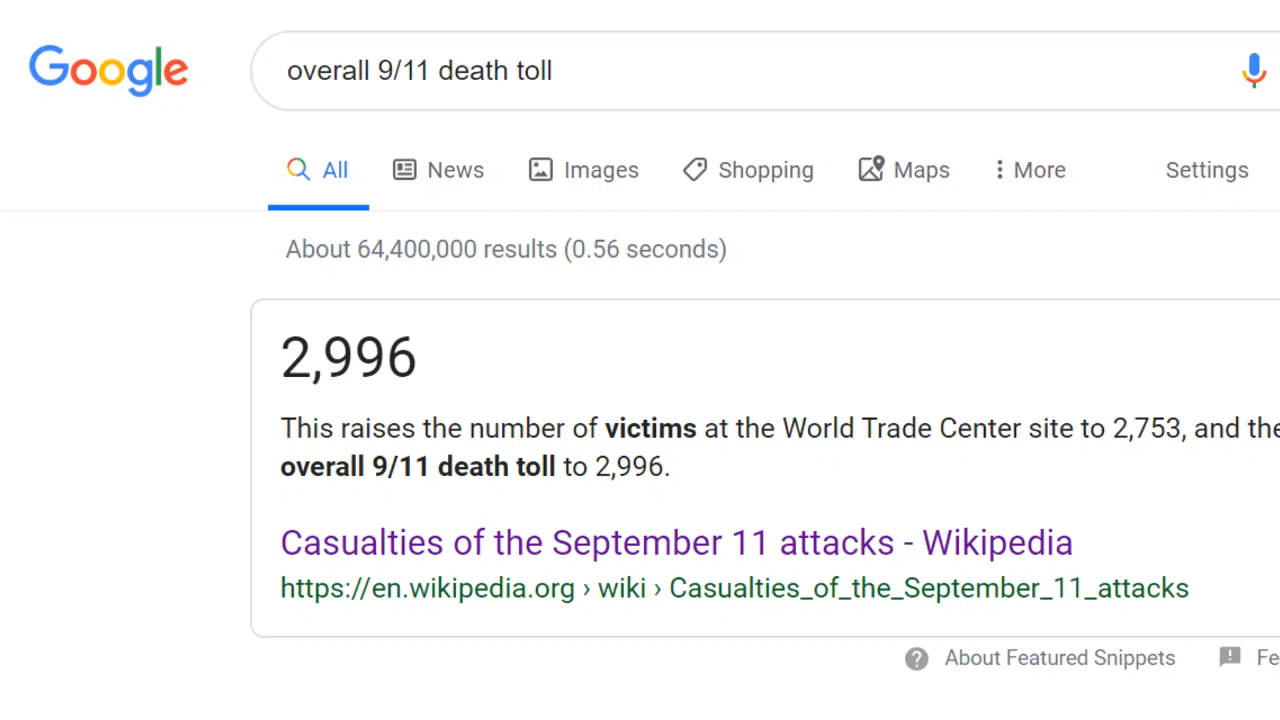 Google
overall 9/11 death toll
All News Images Shopping Maps More Settings
About 64,400,000 results (0.56 seconds)
2,996
This raises the number of victims at the World Trade Center site to 2,753, and the
overall 9/11 death toll to 2,996.
Casualties of the September 11 attacks - Wikipedia
https://en.wikipedia.org › wiki › Casualties_of_the_September_11_attacks
About Featured Snippets Fe